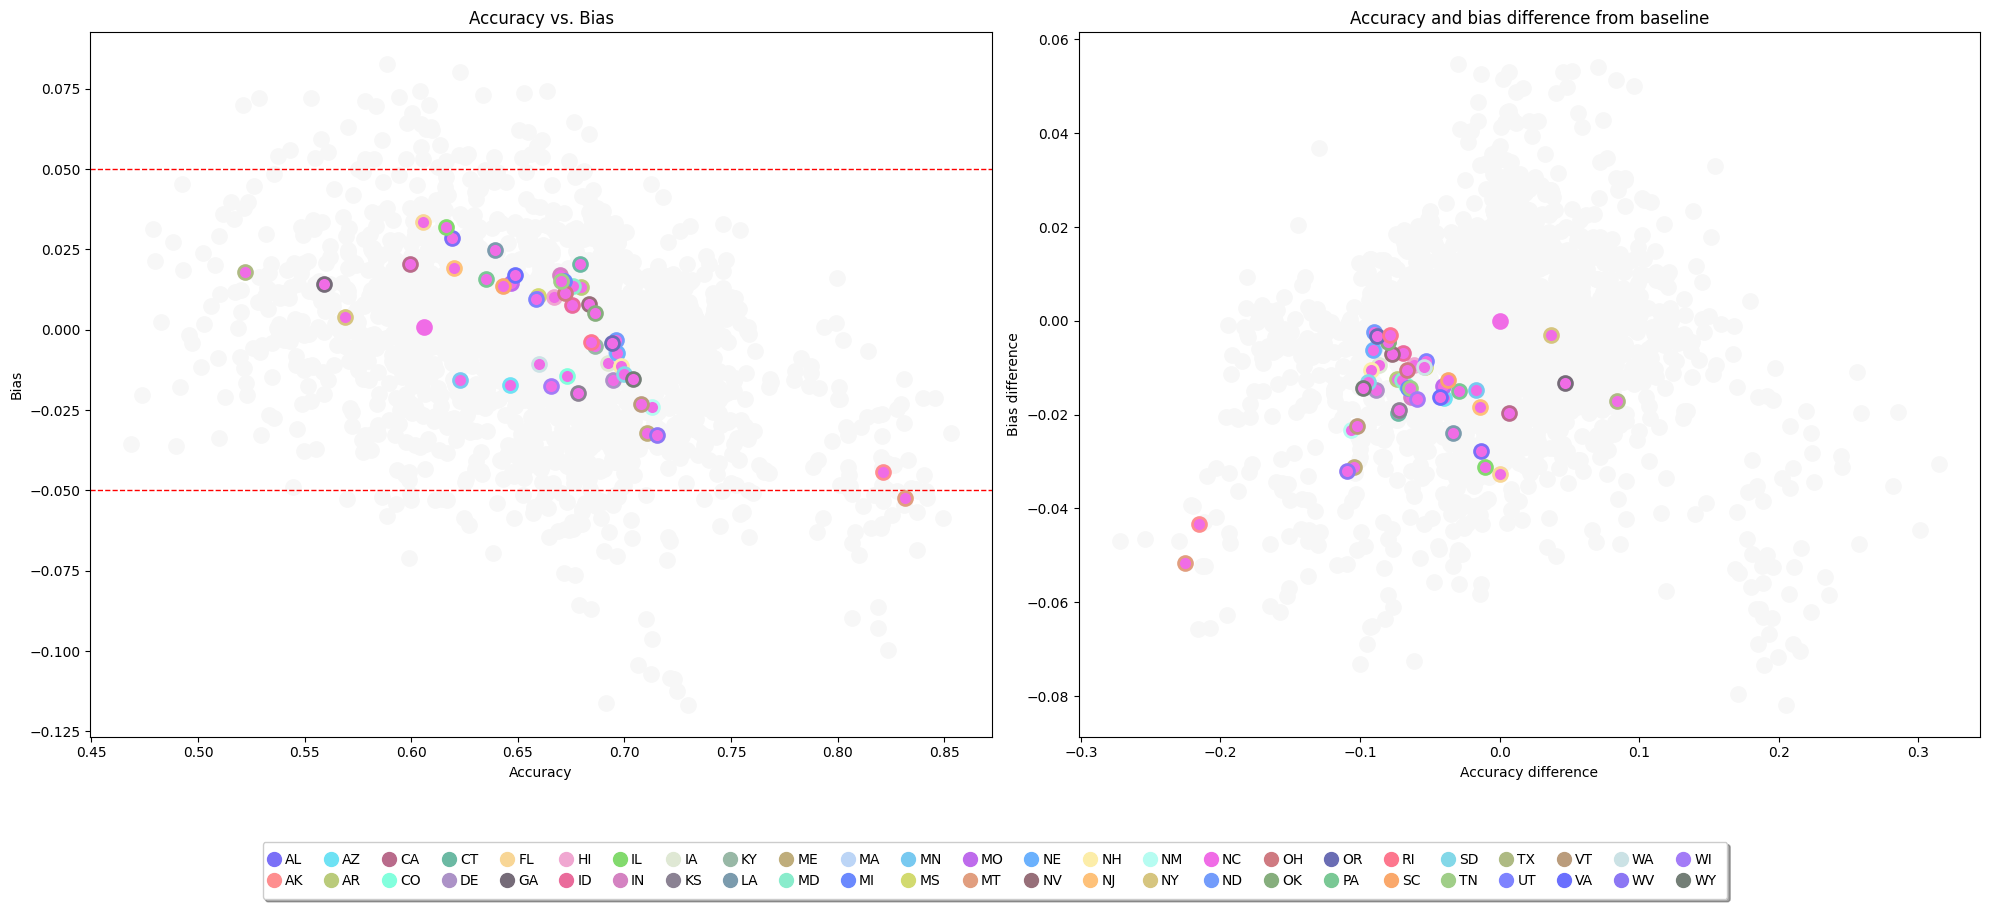 Accuracy vs. Bias
0.075
0.050
0.025
0.000
−0.025
−0.050
−0.075
−0.100
−0.125
Bias
0.45 0.50 0.55 0.60 0.65 0.70 0.75 0.80 0.85
Accuracy
Accuracy and bias difference from baseline
0.06
0.04
0.02
0.00
−0.02
−0.04
−0.06
−0.08
Bias difference
−0.3 −0.2 −0.1 0.0 0.1 0.2 0.3
Accuracy difference
AL AZ CA CT FL HI IL IA KY ME MA MN MO NE NH NM NC OH OR RI SD TX VT WA WI
AK AR CO DE GA ID IN KS LA MD MI MS MT NV NJ NY ND OK PA SC TN UT VA WV WY